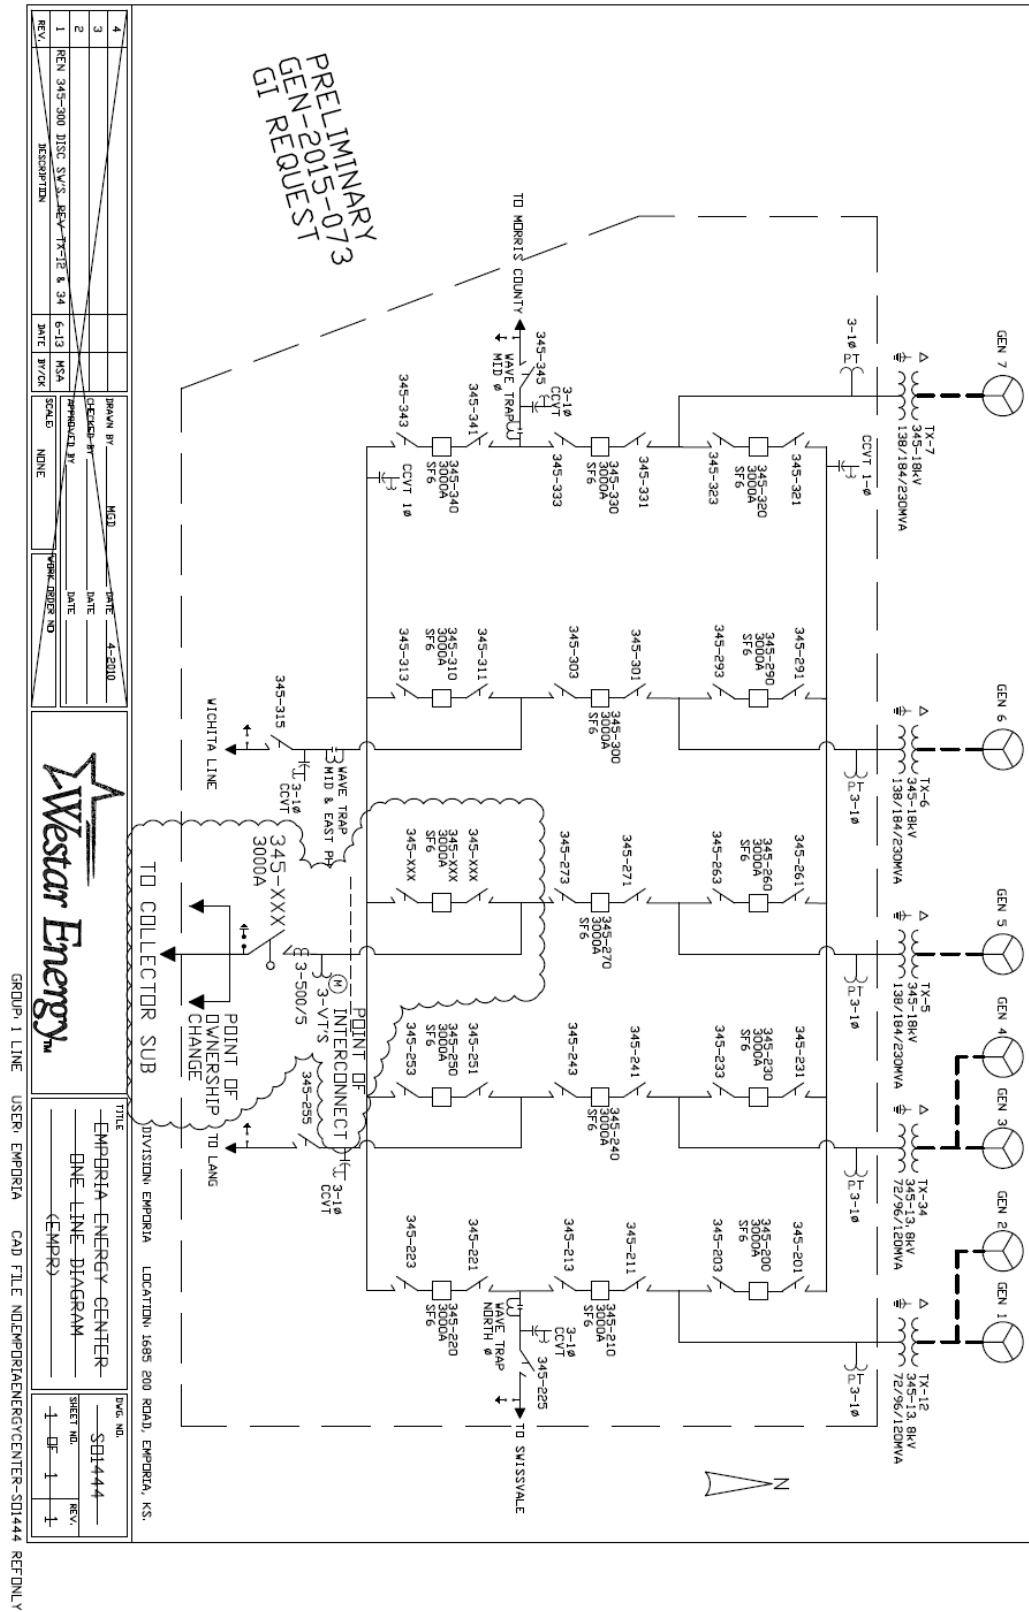 PRELIMINARY
GEN-2015-073
GI REQUEST
GEN 7
GEN 6
GEN 5
GEN 4
GEN 3
GEN 2
GEN 1
TX-7
345-18kV
138/184/230MVA
TX-6
345-18kV
138/184/230MVA
TX-5
345-18kV
138/184/230MVA
TX-34
345-13.8kV
72/96/120MVA
TX-12
345-13.8kV
72/96/120MVA
3-1Ø
PT
CCVT 1-Ø
3-1Ø
3-1Ø
3-1Ø
3-1Ø
345-321
345-320
3000A
SF6
345-323
345-291
345-290
3000A
SF6
345-293
345-261
345-260
3000A
SF6
345-263
345-231
345-230
3000A
SF6
345-233
345-201
345-200
3000A
SF6
345-203
345-331
345-330
3000A
SF6
345-333
345-301
345-300
3000A
SF6
345-303
345-271
345-270
3000A
SF6
345-273
345-241
345-240
3000A
SF6
345-243
345-211
345-210
3000A
SF6
345-213
TO MORRIS COUNTY
345-345
3-1Ø
CCVT
WAVE TRAP
MID Ø
345-341
345-340
3000A
SF6
345-343
CCVT 1Ø
345-311
345-310
3000A
SF6
345-313
345-XXX
345-XXX
3000A
SF6
345-XXX
345-251
345-250
3000A
SF6
345-253
345-221
345-220
3000A
SF6
345-223
WAVE TRAP
NORTH Ø
3-1Ø
CCVT
345-225
TO SWISSVALE
N
WAVE TRAP
MID & EAST PH
3-1Ø
CCVT
345-315
WICHITA LINE
345-XXX
3000A
3-500/5
3-VT'S
M
POINT OF
INTERCONNECT
POINT OF
OWNERSHIP
CHANGE
TO COLLECTOR SUB
345-255
3-1Ø
CCVT
TO LANG
DIVISION: EMPORIA LOCATION: 1685 200 ROAD, EMPORIA, KS.
4
3
2
1 REN 345-300 DISC SW'S. REV TX-12 & 34 6-13 MSA
REV. DESCRIPTION DATE BY/CK
DRAWN BY MGD DATE 4-2010
CHECKED BY DATE
APPROVED BY DATE
SCALE: NONE
WORK ORDER NO
Westar Energy™
TITLE
EMPORIA ENERGY CENTER
ONE LINE DIAGRAM
(EMPR)
DWG. NO.
SO1444
SHEET NO.
1 OF 1
REV.
1
GROUP: 1 LINE USER: EMPORIA CAD FILE NO.EMPORIAENERGYCENTER-SO1444 REFONLY